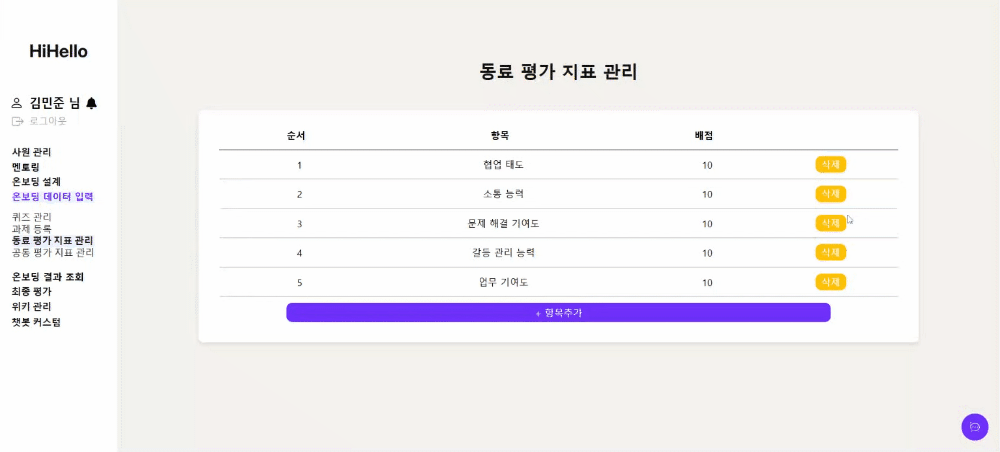 HiHello
김민준 님
로그아웃
사원 관리
멘토링
온보딩 설계
온보딩 데이터 입력
퀴즈 관리
과제 등록
동료 평가 지표 관리
공통 평가 지표 관리
온보딩 결과 조회
최종 평가
위키 관리
챗봇 커스텀
동료 평가 지표 관리
순서 항목 배점
1 협업 태도 10 삭제
2 소통 능력 10 삭제
3 문제 해결 기여도 10 삭제
4 갈등 관리 능력 10 삭제
5 업무 기여도 10 삭제
+ 항목추가